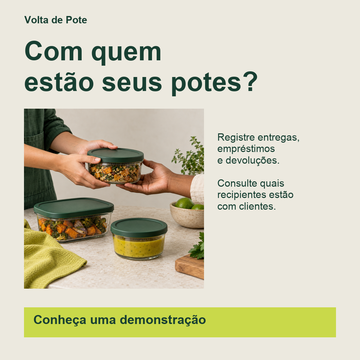 Volta de Pote
Com quem
estão seus potes?
Registre entregas,
empréstimos
e devoluções.
Consulte quais
recipientes estão
com clientes.
Conheça uma demonstração